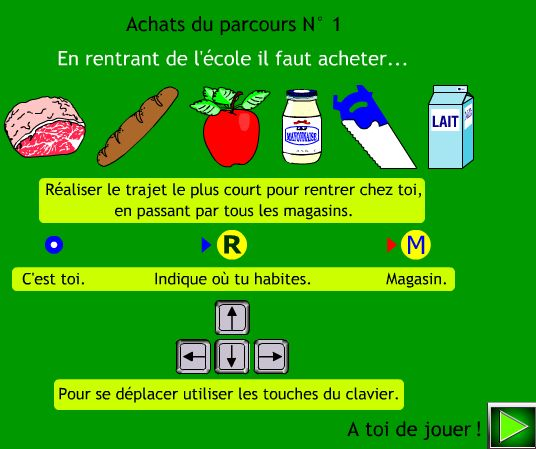 Achats du parcours N° 1
En rentrant de l'école il faut acheter...
MAYONNAISE
LAIT
Réaliser le trajet le plus court pour rentrer chez toi,
en passant par tous les magasins.
R
M
C'est toi.
Indique où tu habites.
Magasin.
Pour se déplacer utiliser les touches du clavier.
A toi de jouer !